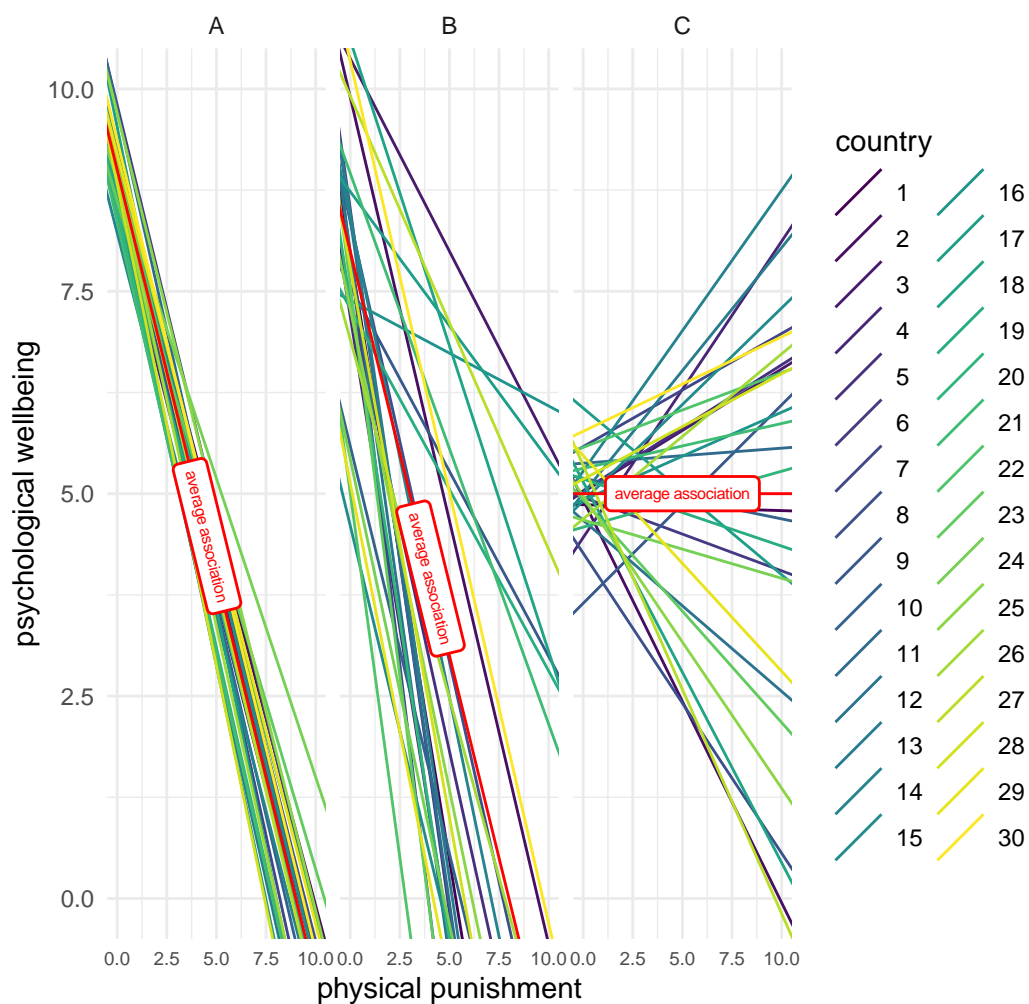 A B C
10.0
7.5
5.0
2.5
0.0
psychological wellbeing
average association
average association
average association
0.0 2.5 5.0 7.5 10.0 0.0 2.5 5.0 7.5 10.0 0.0 2.5 5.0 7.5 10.0
physical punishment
country
1 16
2 17
3 18
4 19
5 20
6 21
7 22
8 23
9 24
10 25
11 26
12 27
13 28
14 29
15 30